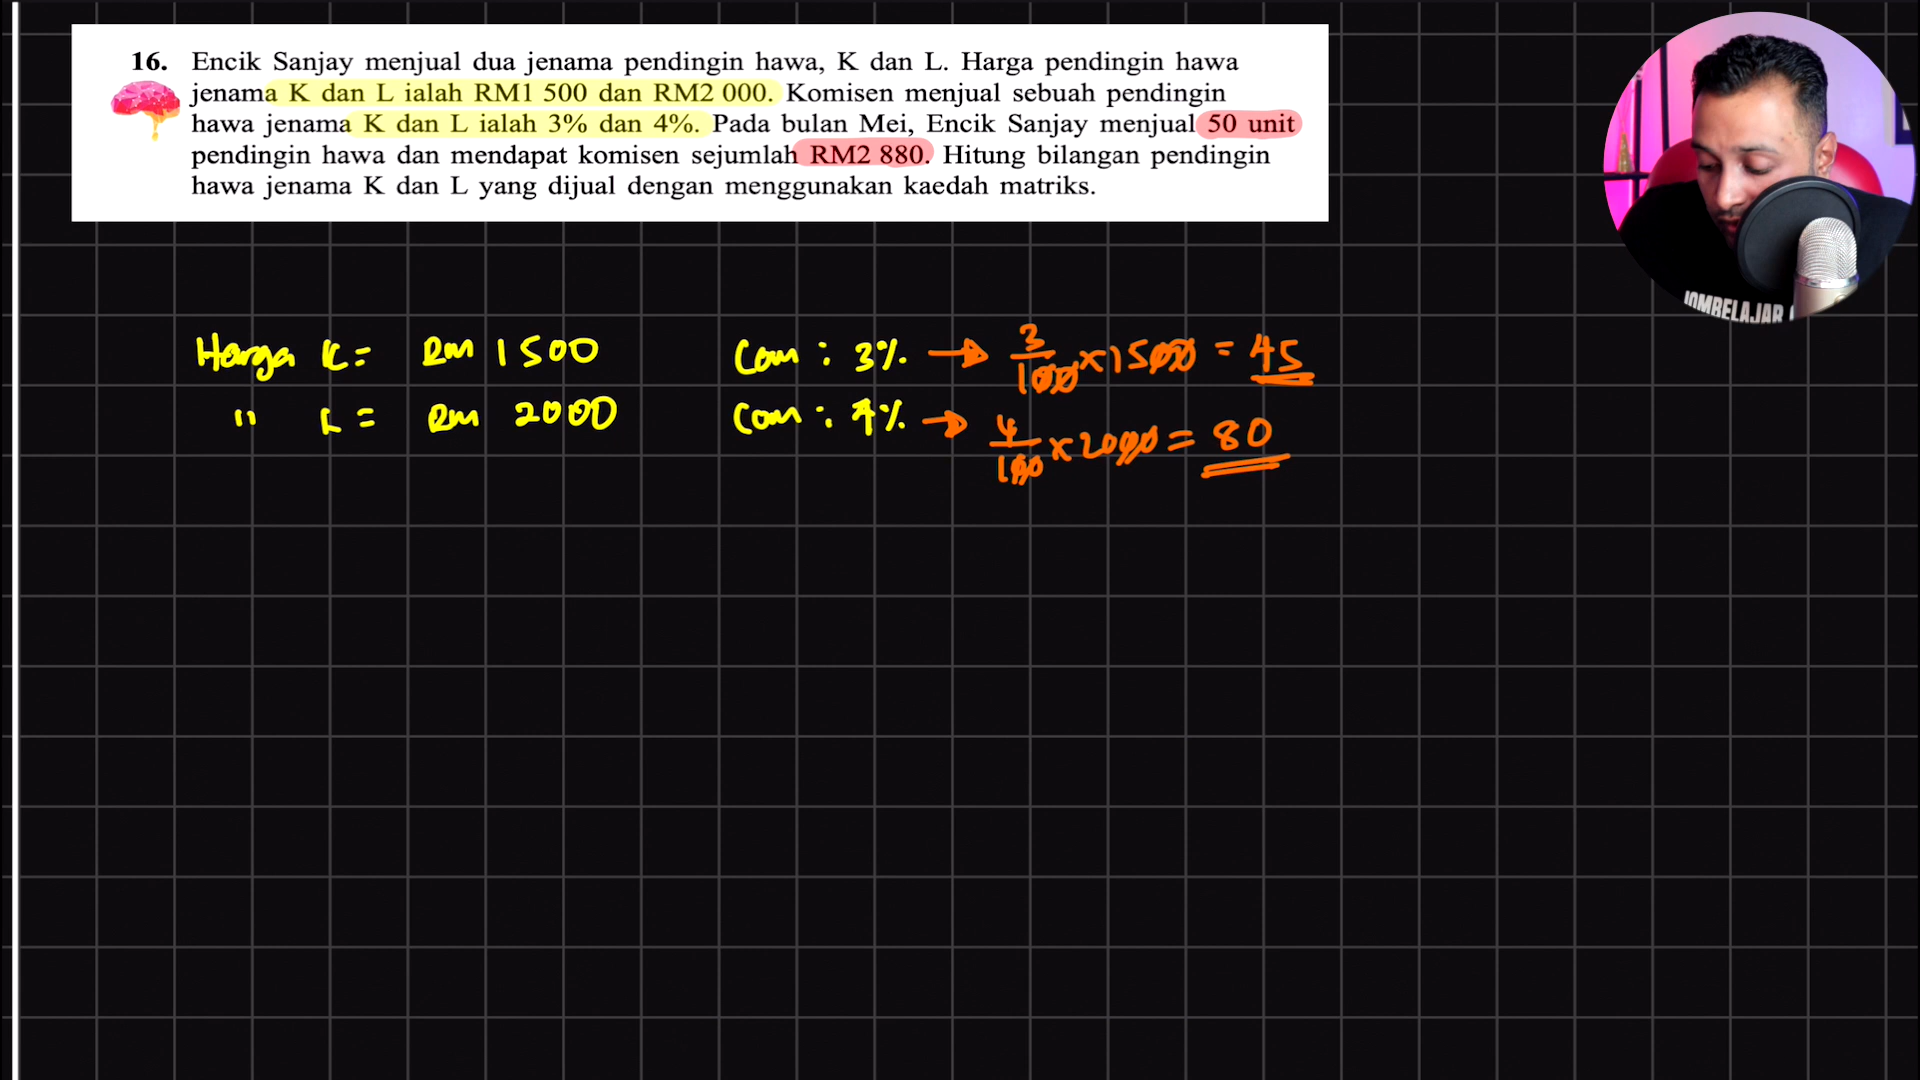 16. Encik Sanjay menjual dua jenama pendingin hawa, K dan L. Harga pendingin hawa
jenama K dan L ialah RM1 500 dan RM2 000. Komisen menjual sebuah pendingin
hawa jenama K dan L ialah 3% dan 4%. Pada bulan Mei, Encik Sanjay menjual 50 unit
pendingin hawa dan mendapat komisen sejumlah RM2 880. Hitung bilangan pendingin
hawa jenama K dan L yang dijual dengan menggunakan kaedah matriks.
JOMBELAJAR
Harga K = RM 1500 Com : 3% → 3/100 × 1500 = 45
" L = RM 2000 Com : 4% → 4/100 × 2000 = 80